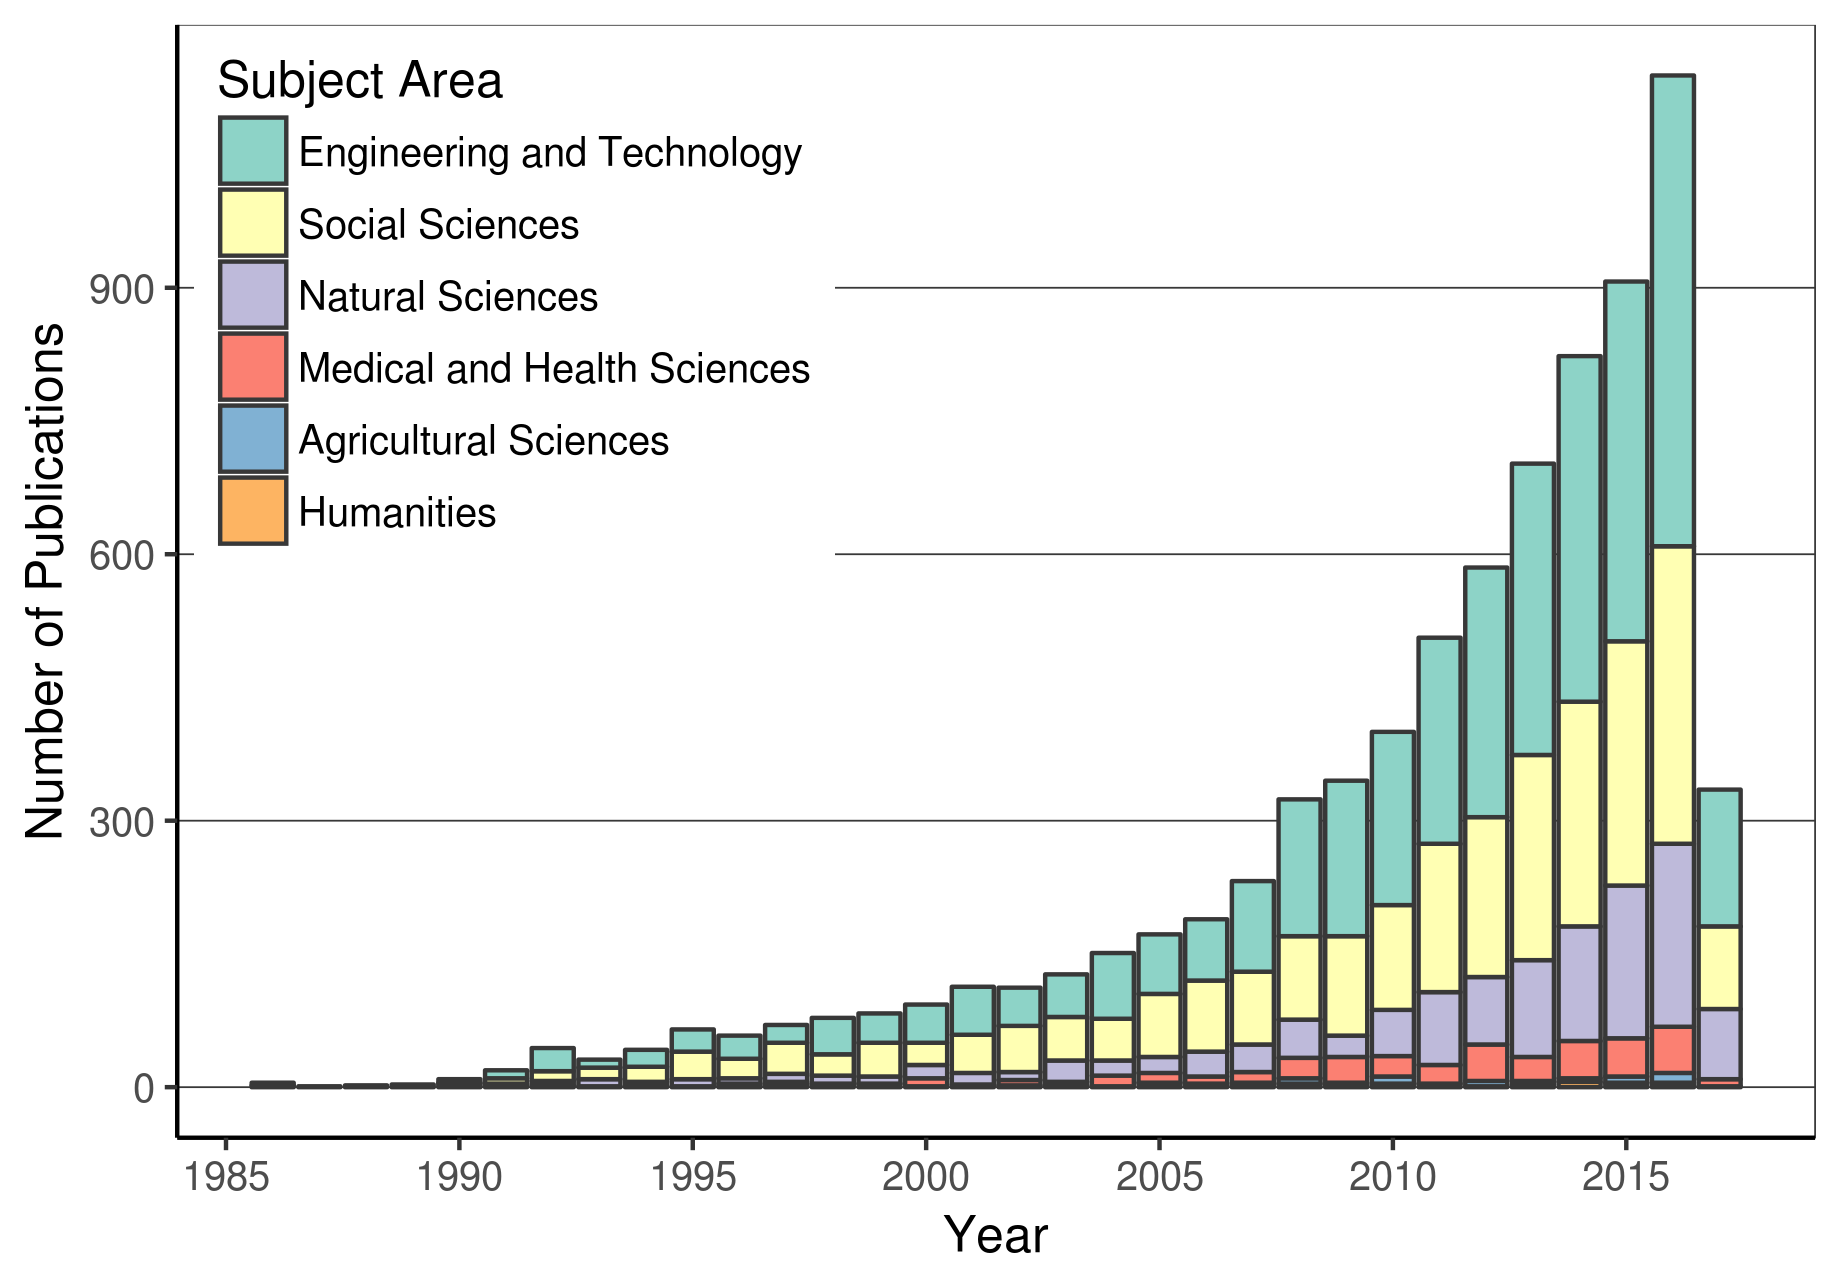 Subject Area
Engineering and Technology
Social Sciences
Natural Sciences
Medical and Health Sciences
Agricultural Sciences
Humanities
Number of Publications
900
600
300
0
1985 1990 1995 2000 2005 2010 2015
Year